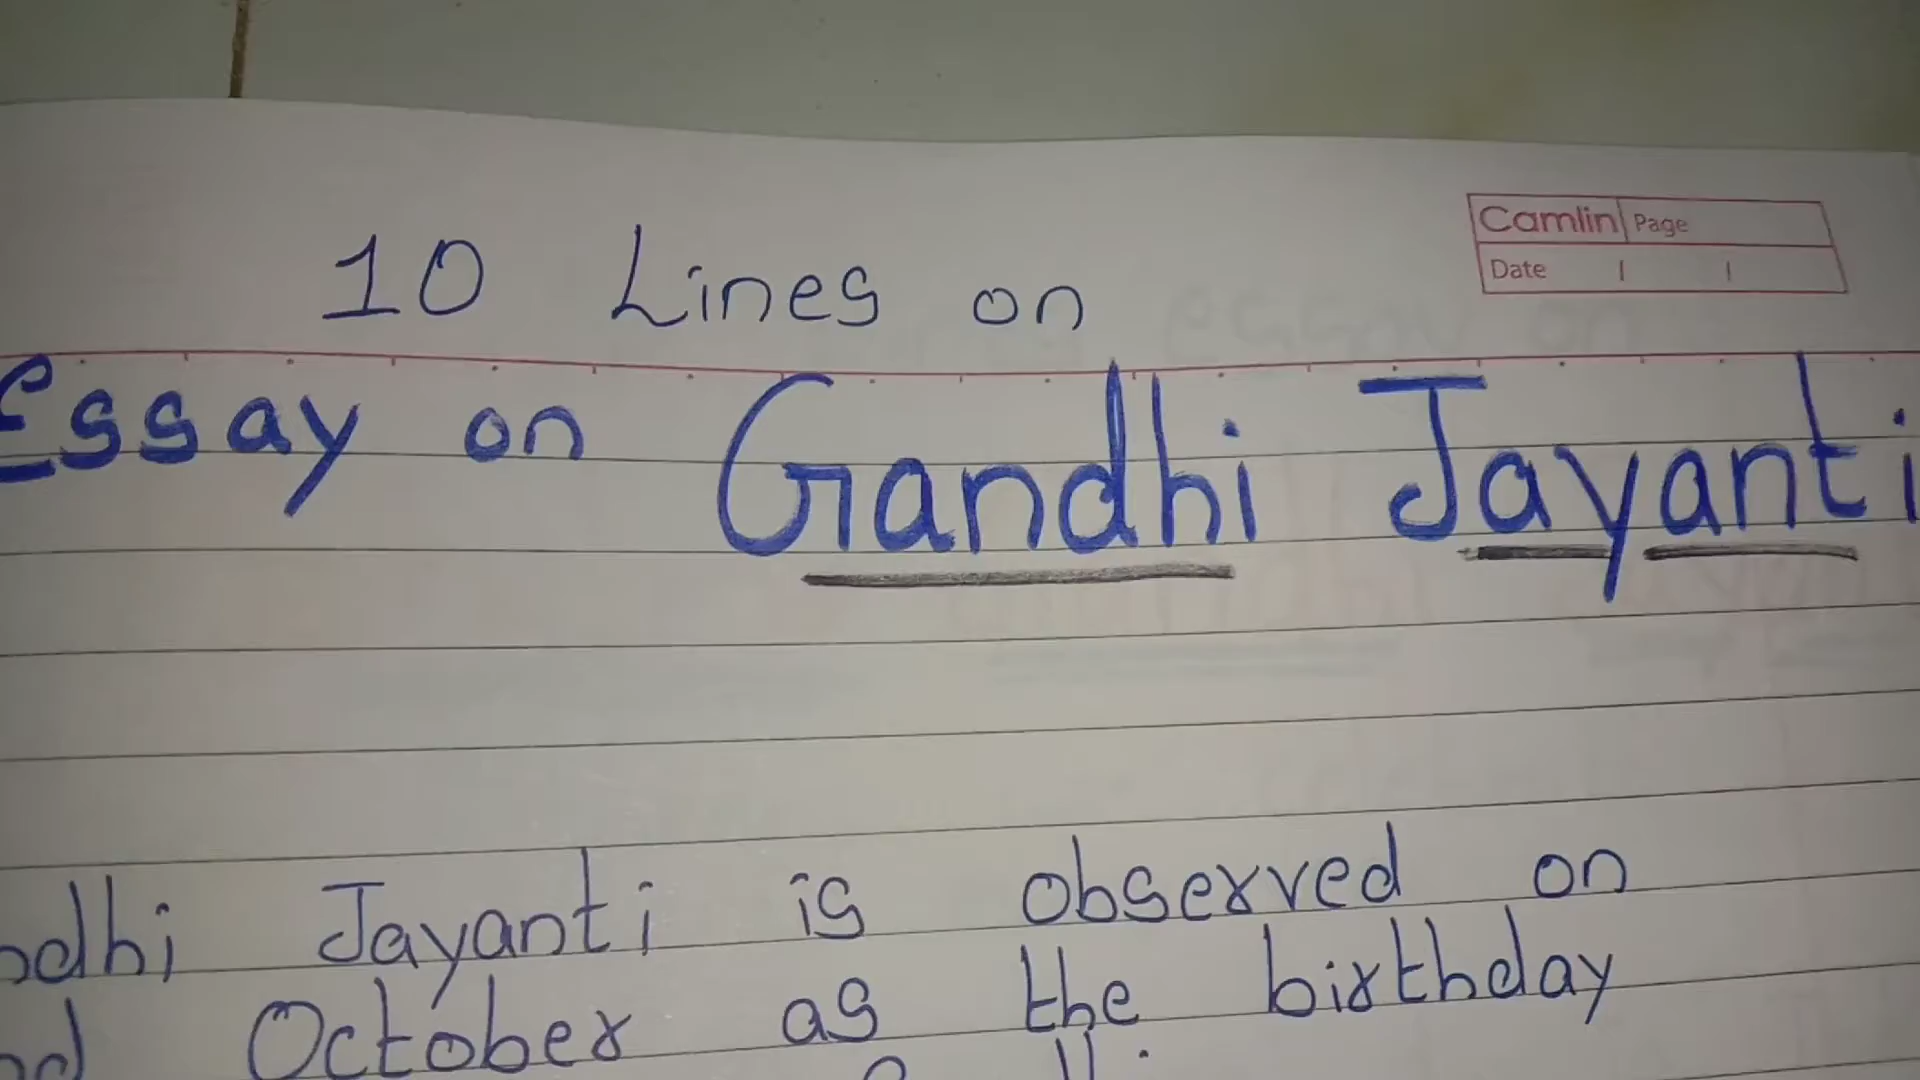 Camlin Page
Date / /
10 Lines on
Essay on Gandhi Jayanti
Jayanti is observed on
October as the birthday